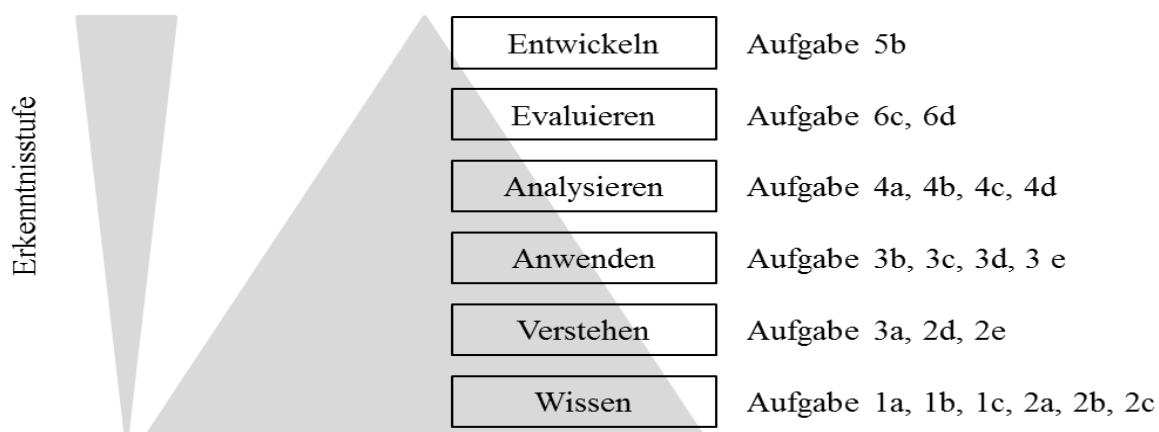 Erkenntnisstufe
Entwickeln Aufgabe 5b
Evaluieren Aufgabe 6c, 6d
Analysieren Aufgabe 4a, 4b, 4c, 4d
Anwenden Aufgabe 3b, 3c, 3d, 3 e
Verstehen Aufgabe 3a, 2d, 2e
Wissen Aufgabe 1a, 1b, 1c, 2a, 2b, 2c